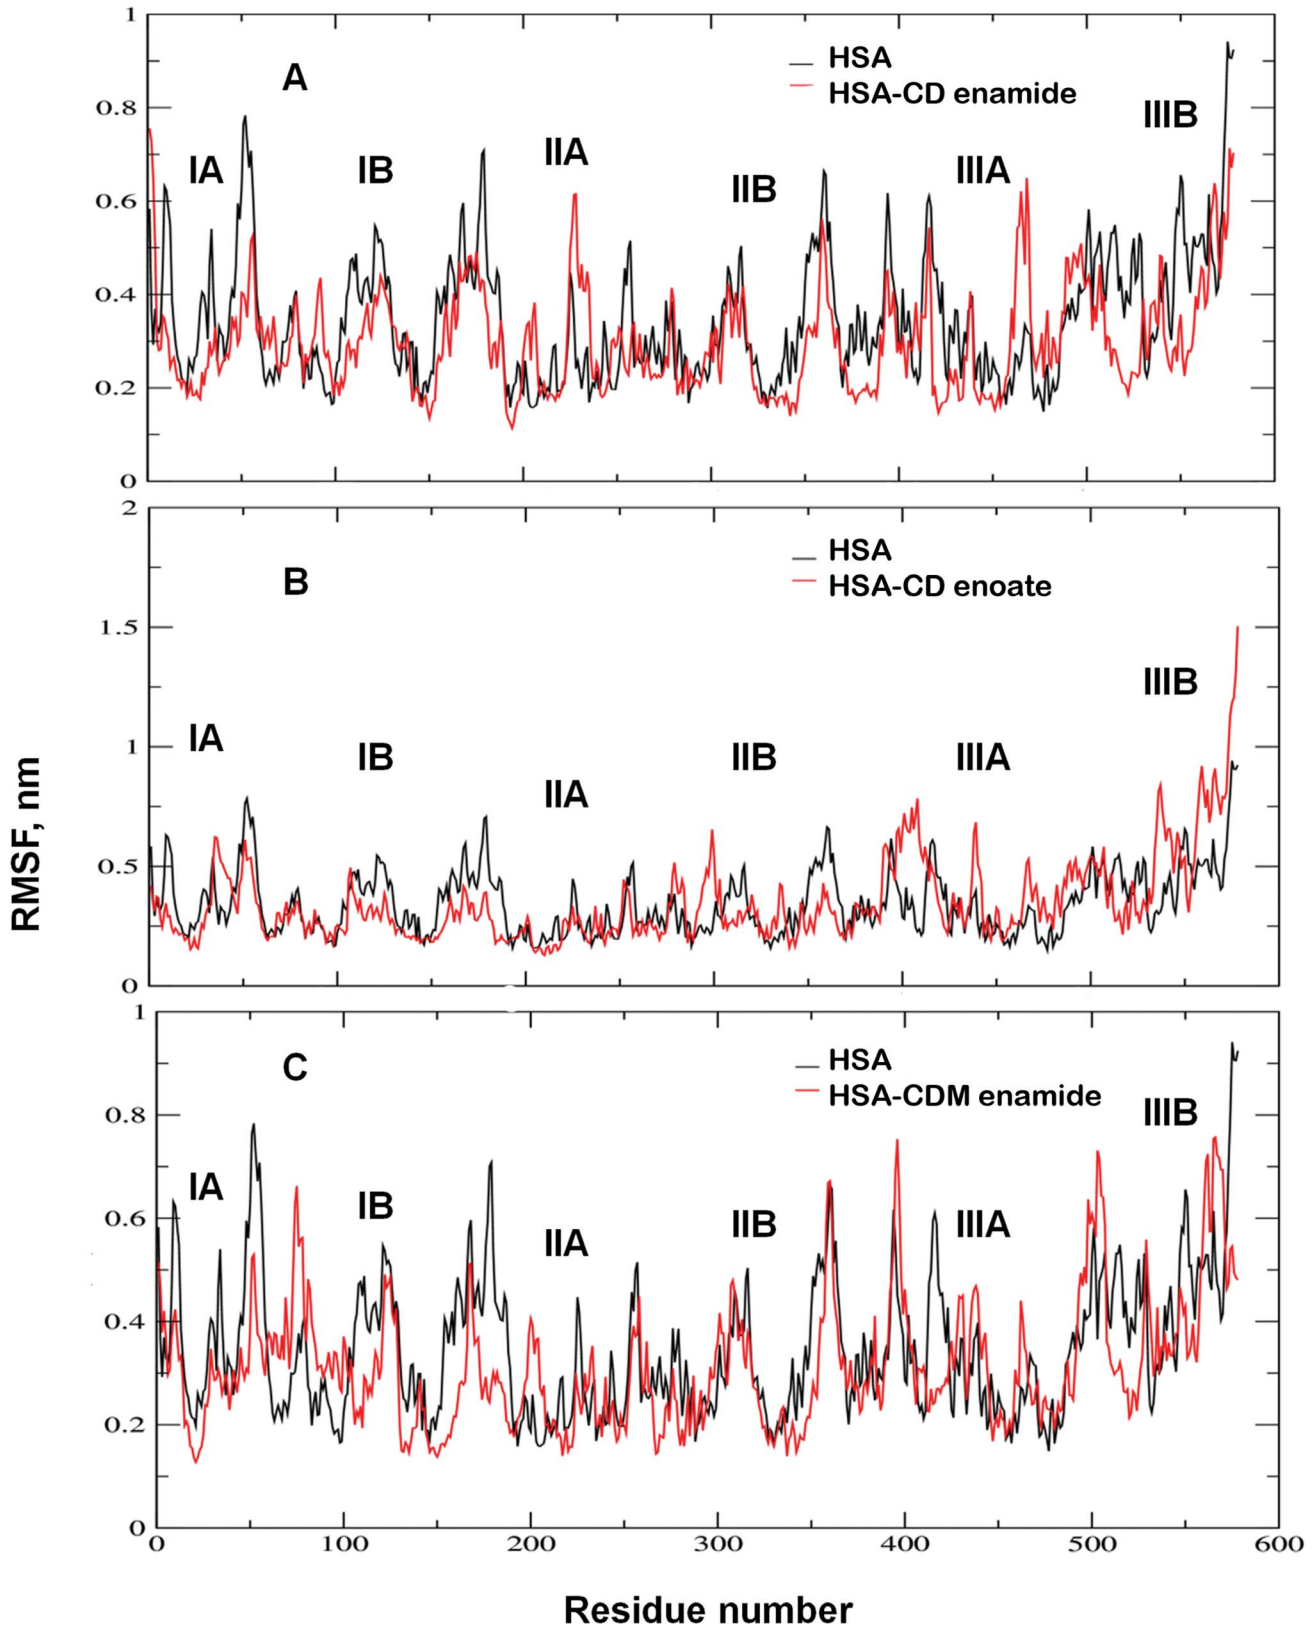 1
A
HSA
HSA-CD enamide
0.8
IIIB
IA
IB
IIA
IIB
IIIA
0.6
0.4
0.2
0
2
B
HSA
HSA-CD enoate
1.5
IIIB
IA
IB
IIA
IIB
IIIA
1
0.5
0
RMSF, nm
1
C
HSA
HSA-CDM enamide
0.8
IIIB
IA
IB
IIA
IIB
IIIA
0.6
0.4
0.2
0
0 100 200 300 400 500 600
Residue number